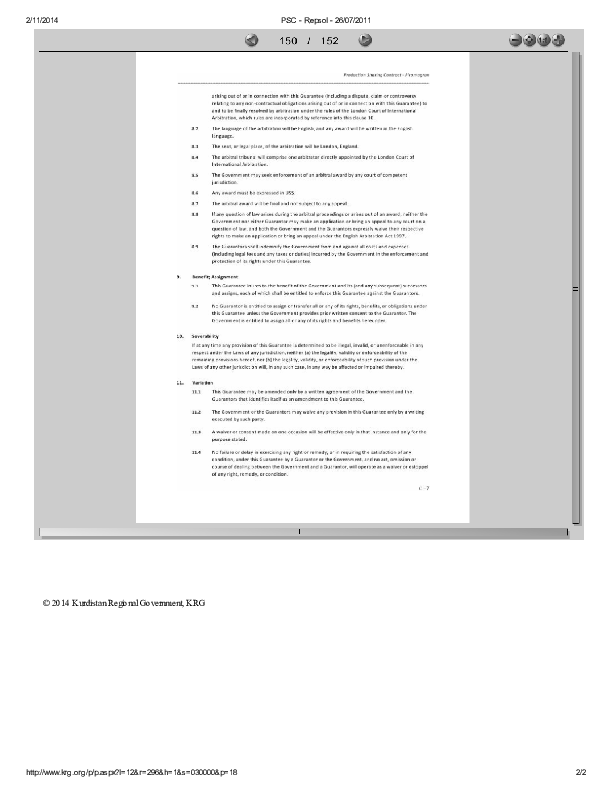 2/11/2014
PSC - Repsol - 26/07/2011
150 / 152
Production Sharing Contract - Piramagrun
arising out of or in connection with this Guarantee (including a dispute, claim or controversy
relating to any non-contractual obligations arising out of or in connection with this Guarantee) to
and to be finally resolved by arbitration under the rules of the London Court of International
Arbitration, which rules are incorporated by reference into this clause
8.2 The language of the arbitration will be English, and any award will be written in the English
language.
8.3 The seat, or legal place, of the arbitration will be London, England.
8.4 The arbitral tribunal will comprise one arbitrator directly appointed by the London Court of
International Arbitration.
8.5 The Government may seek enforcement of an arbitral award by any court of competent
jurisdiction.
8.6 Any award must be expressed in US$.
8.7 The arbitral award will be final and not subject to any appeal.
8.8 If any question of law arises during the arbitral proceedings or arises out of an award, neither the
Government nor either Guarantor may make an application or bring an appeal to any court on a
question of law, and both the Government and the Guarantors expressly waive their respective
rights to make an application or bring an appeal under the English Arbitration Act
8.9 The Guarantors shall indemnify the Government from and against all costs and expenses
(including legal fees and any taxes or duties) incurred by the Government in the enforcement and
protection of its rights under this Guarantee.
9. Benefit; Assignment
9.1 This Guarantee inures to the benefit of the Government and its (and any subsequent) successors
and assigns, each of which shall be entitled to enforce this Guarantee against the Guarantors.
9.2 No Guarantor is entitled to assign or transfer all or any of its rights, benefits, or obligations under
this Guarantee unless the Government provides prior written consent to the Guarantor. The
Government is entitled to assign all or any of its rights and benefits hereunder.
10. Severability
If at any time any provision of this Guarantee is determined to be illegal, invalid, or unenforceable in any
respect under the Laws of any jurisdiction, neither (a) the legality, validity or enforceability of the
remaining provisions hereof, nor (b) the legality, validity, or enforceability of such provision under the
Laws of any other jurisdiction will, in any such case, in any way be affected or impaired thereby.
11. Variation
11.1 This Guarantee may be amended only be a written agreement of the Government and the
Guarantors that identifies itself as an amendment to this Guarantee.
11.2 The Government or the Guarantors may waive any provision in this Guarantee only by a writing
executed by such party.
11.3 A waiver or consent made on one occasion will be effective only in that instance and only for the
purpose stated.
11.4 No failure or delay in exercising any right or remedy, or in requiring the satisfaction of any
condition, under this Guarantee by a Guarantor or the Government, and no act, omission or
course of dealing between the Government and a Guarantor, will operate as a waiver or estoppel
of any right, remedy, or condition.
© 2014 Kurdistan Regional Government, KRG
http://www.krg.org/p/p.aspx?l=12&r=296&h=1&s=030000&p=18
2/2